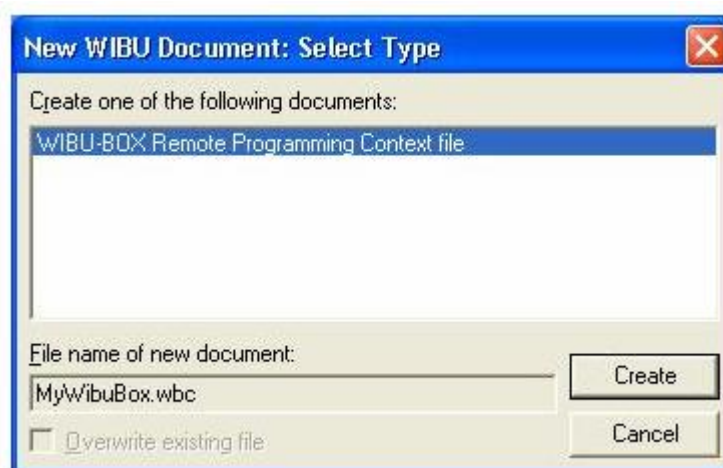 New WIBU Document: Select Type
Create one of the following documents:
WIBU-BOX Remote Programming Context file
File name of new document:
Create
MyWibuBox.wbc
Overwrite existing file
Cancel